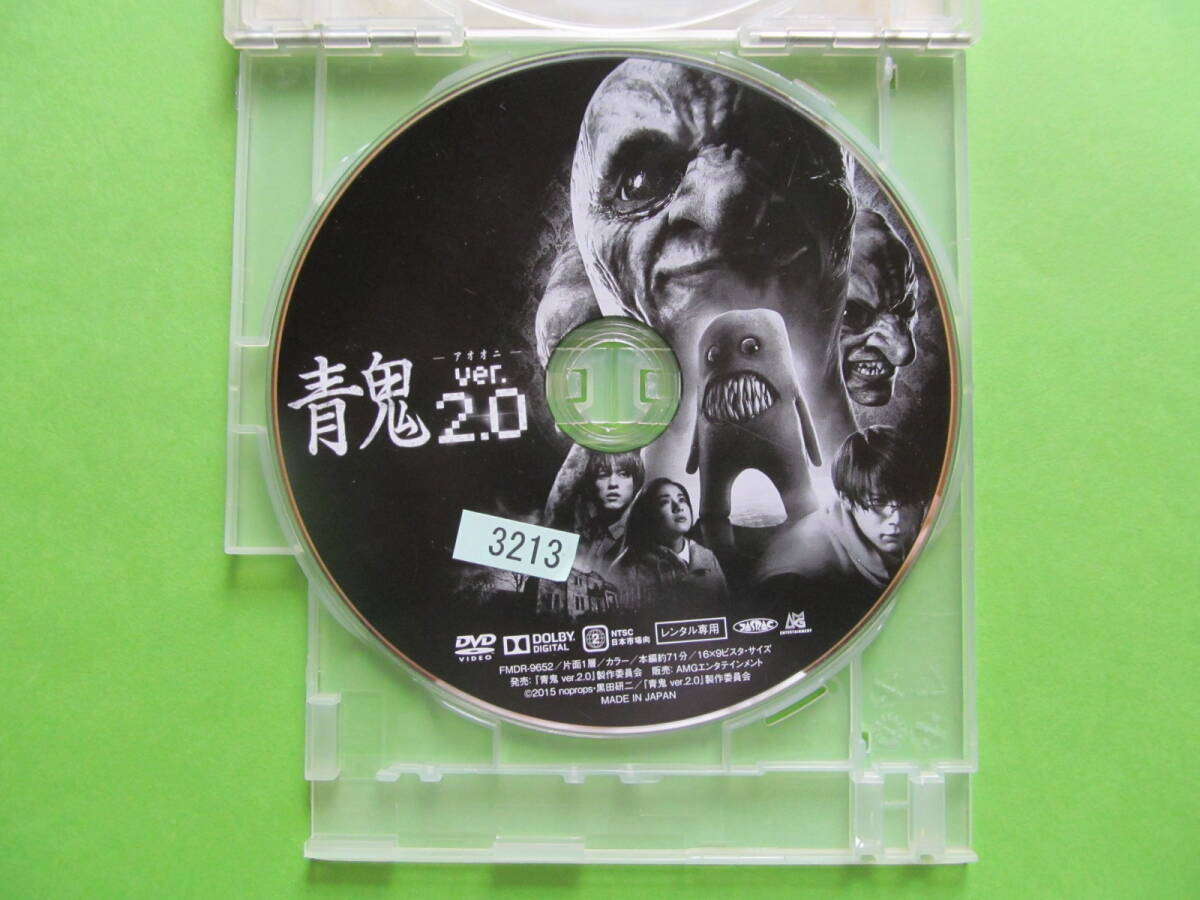 青鬼
― アオオニ ―
ver.
2.0
3213
DVD
VIDEO
DOLBY
DIGITAL
2
NTSC
日本市場向
レンタル専用
JASRAC
AMG
ENTERTAINMENT
FMDR-9652／片面1層／カラー／本編約71分／16×9ビスタ・サイズ
発売:「青鬼 ver.2.0」製作委員会 販売: AMGエンタテインメント
©2015 noprops・黒田研二／「青鬼 ver.2.0」製作委員会
MADE IN JAPAN